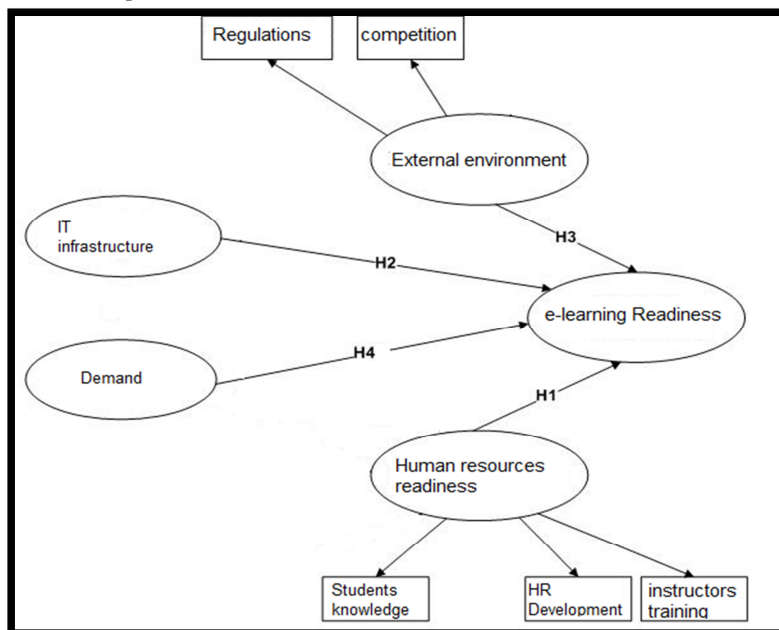 Regulations
competition
External environment
IT
infrastructure
H3
H2
e-learning Readiness
H4
Demand
H1
Human resources
readiness
Students
knowledge
HR
Development
instructors
training